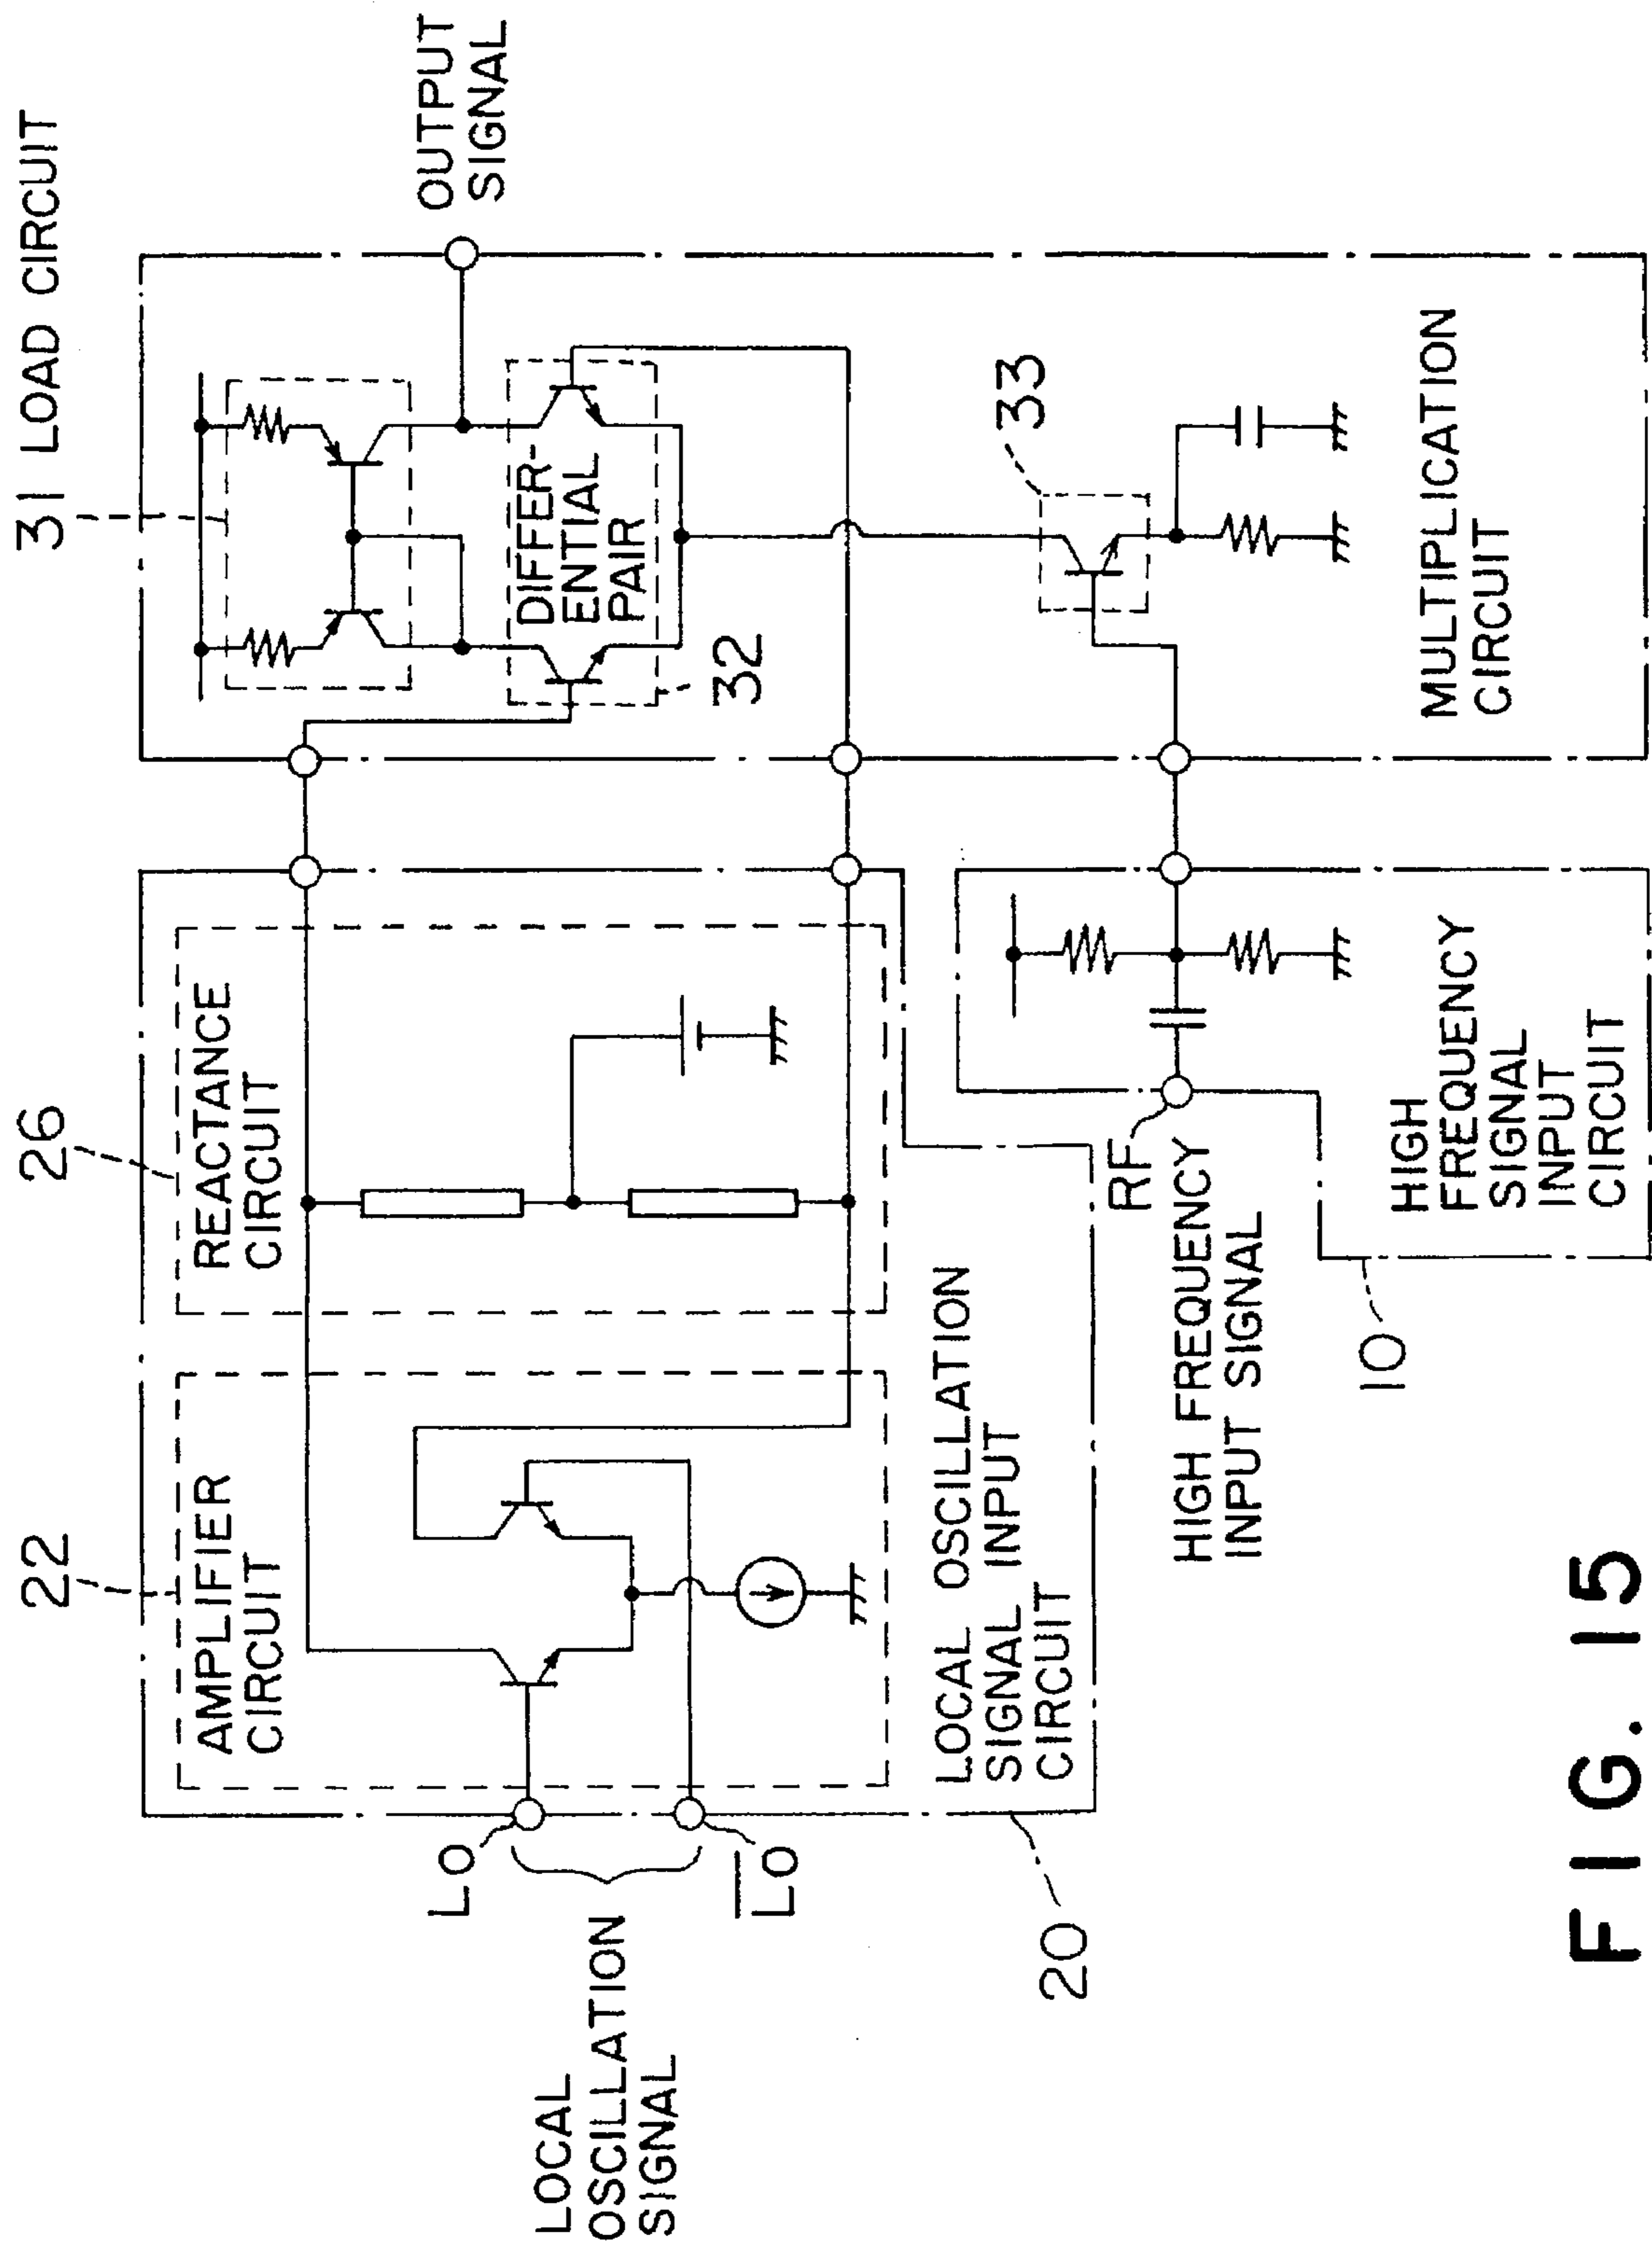 22
AMPLIFIER
CIRCUIT
26
REACTANCE
CIRCUIT
31 LOAD CIRCUIT
OUTPUT
SIGNAL
DIFFER-
ENTIAL
PAIR
32
33
LO
L̅O̅
LOCAL
OSCILLATION
SIGNAL
LOCAL OSCILLATION
SIGNAL INPUT
CIRCUIT
20
RF
HIGH FREQUENCY
INPUT SIGNAL
10
HIGH
FREQUENCY
SIGNAL
INPUT
CIRCUIT
MULTIPLICATION
CIRCUIT
FIG. 15